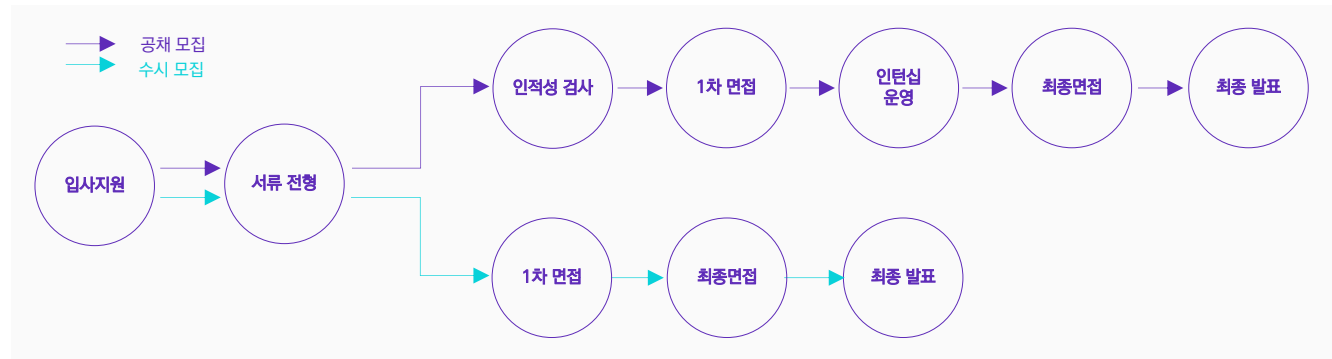 공채 모집
수시 모집
입사지원
서류 전형
인적성 검사
1차 면접
인턴십
운영
최종면접
최종 발표
1차 면접
최종면접
최종 발표